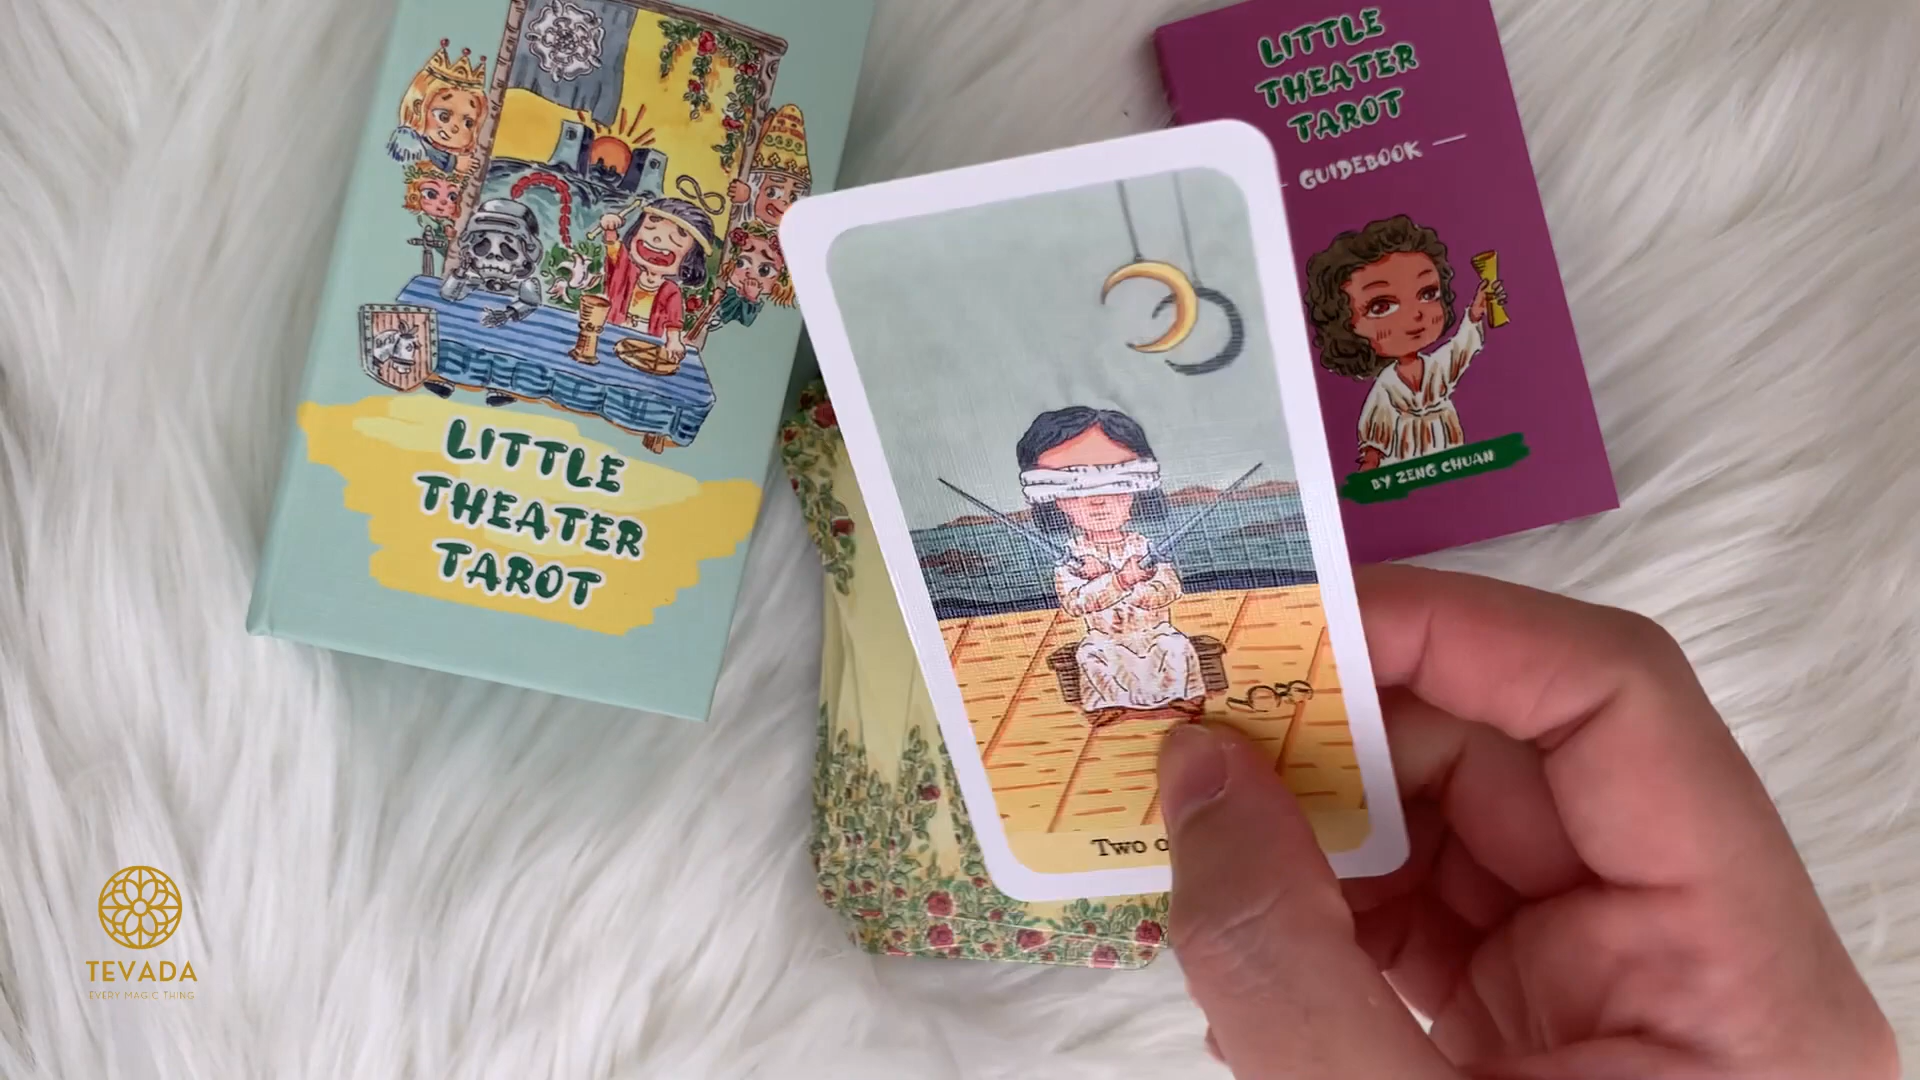 LITTLE
THEATER
TAROT
LITTLE
THEATER
TAROT
GUIDEBOOK
BY ZENG CHUAN
Two o
TEVADA
EVERY MAGIC THING